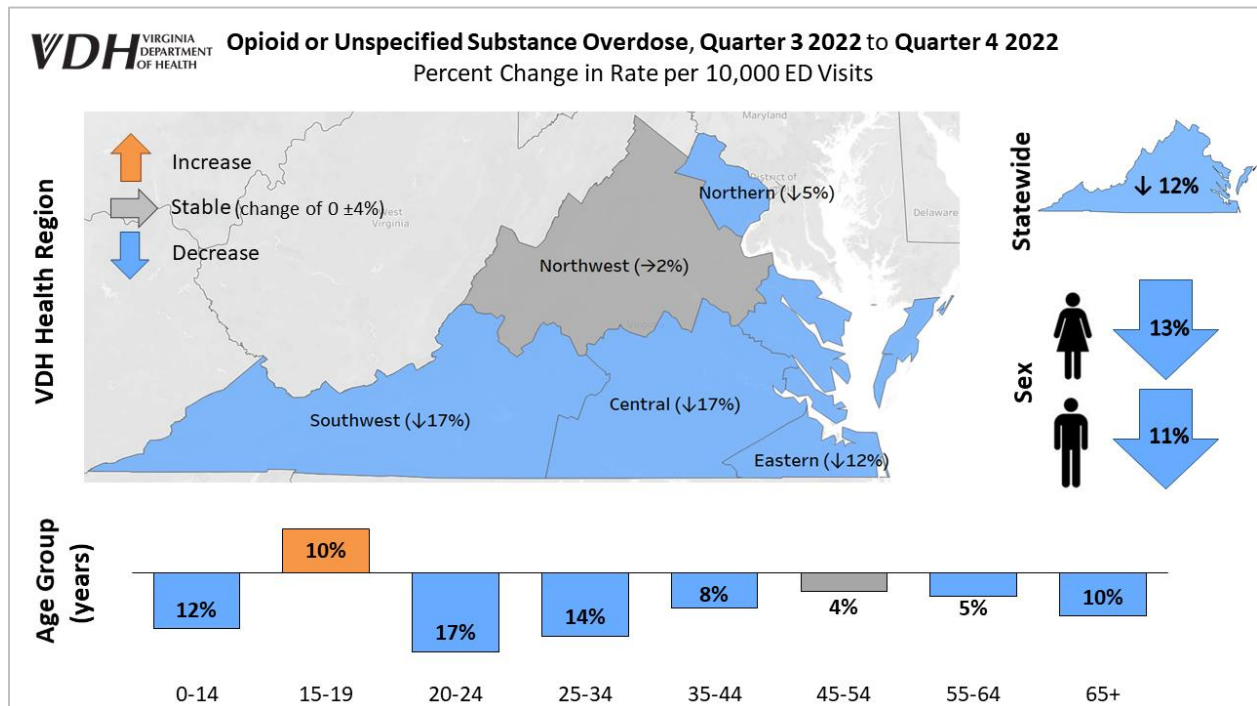 VDH VIRGINIA
DEPARTMENT
OF HEALTH
Opioid or Unspecified Substance Overdose, Quarter 3 2022 to Quarter 4 2022
Percent Change in Rate per 10,000 ED Visits
VDH Health Region
Increase
Stable (change of 0 ±4%)
Decrease
Maryland
District of
West
Virginia
Delaware
Northern (↓5%)
Northwest (→2%)
Southwest (↓17%)
Central (↓17%)
Eastern (↓12%)
Statewide
↓ 12%
Sex
13%
11%
Age Group
(years)
12%
10%
17%
14%
8%
4%
5%
10%
0-14 15-19 20-24 25-34 35-44 45-54 55-64 65+